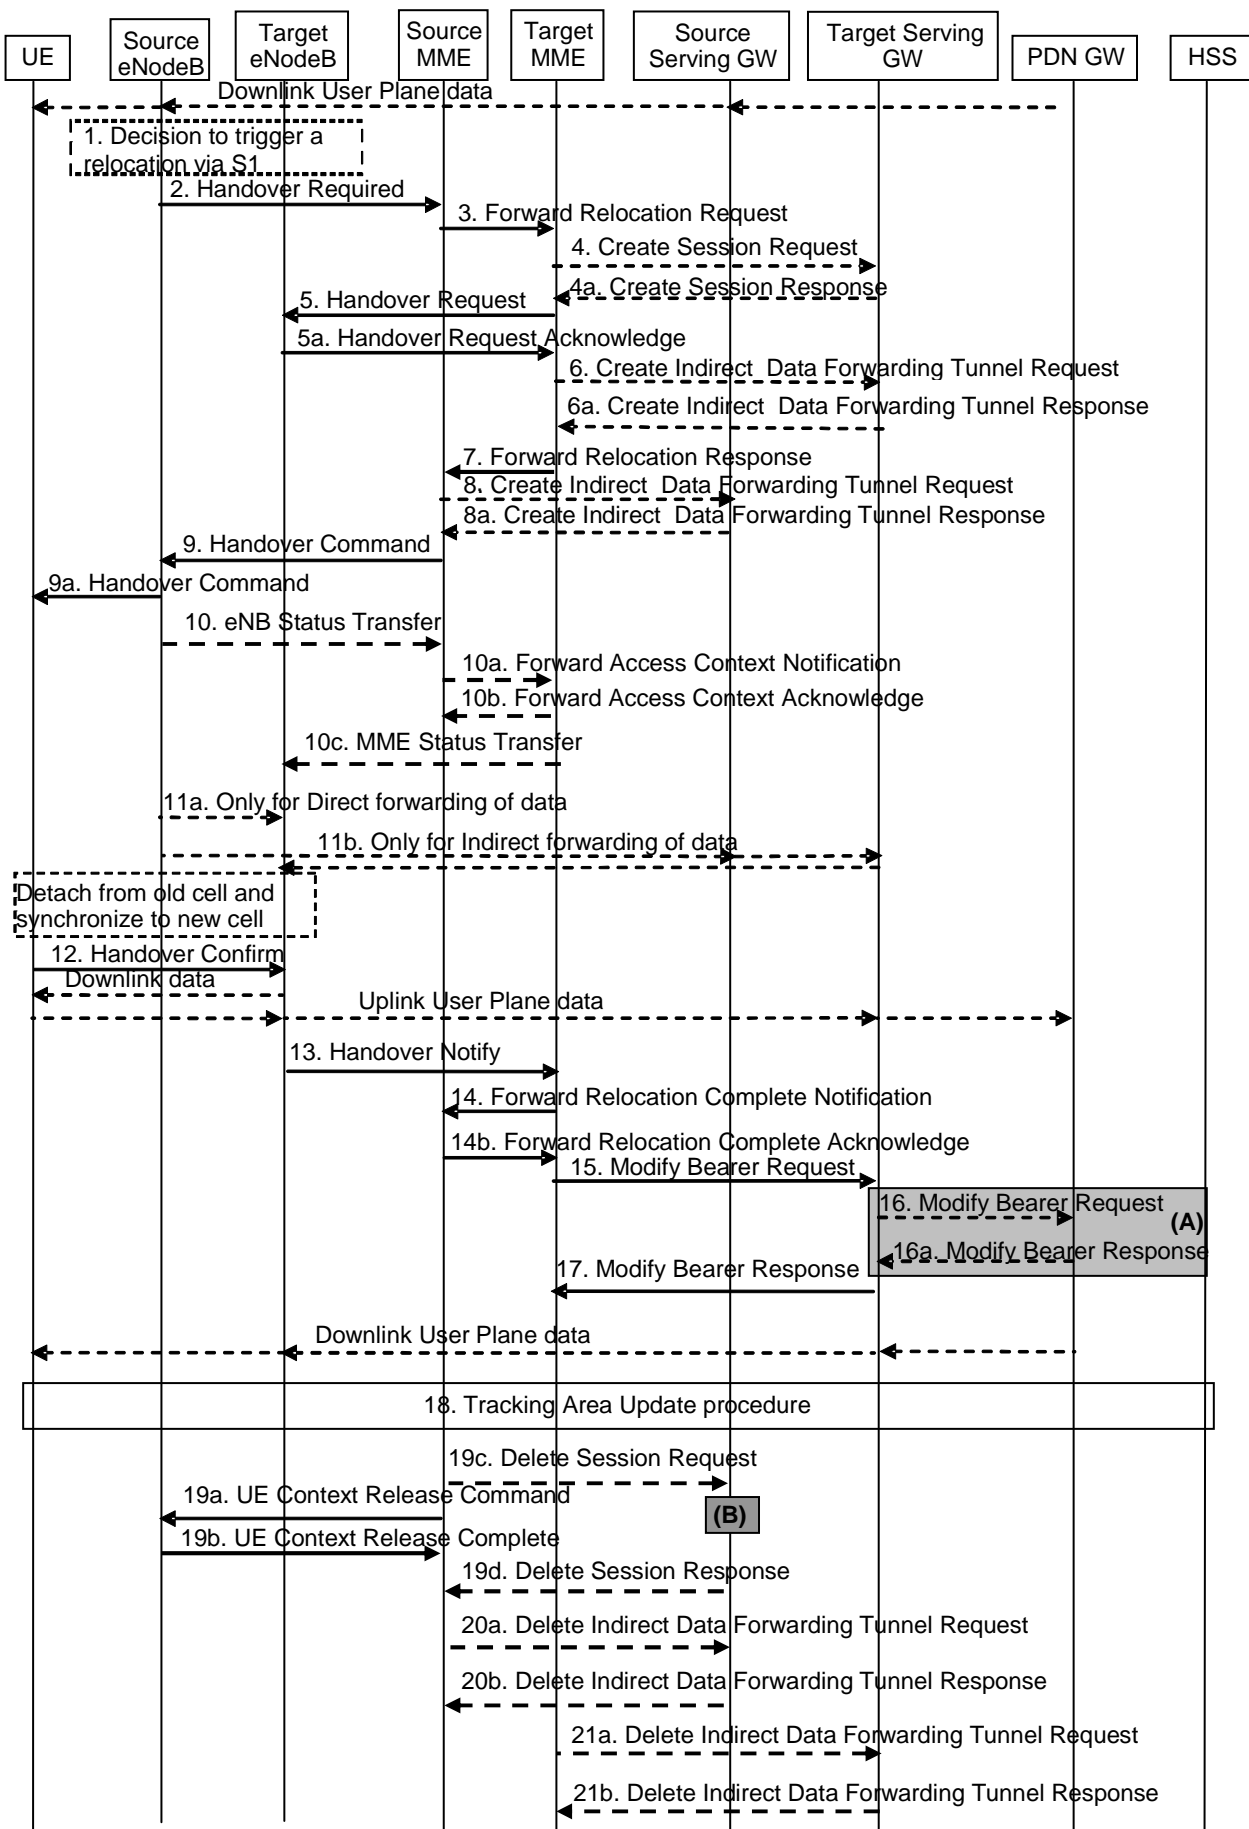 UE
Source
eNodeB
Target
eNodeB
Source
MME
Target
MME
Source
Serving GW
Target Serving
GW
PDN GW
HSS
Downlink User Plane data
1. Decision to trigger a
relocation via S1
2. Handover Required
3. Forward Relocation Request
4. Create Session Request
4a. Create Session Response
5. Handover Request
5a. Handover Request Acknowledge
6. Create Indirect Data Forwarding Tunnel Request
6a. Create Indirect Data Forwarding Tunnel Response
7. Forward Relocation Response
8. Create Indirect Data Forwarding Tunnel Request
8a. Create Indirect Data Forwarding Tunnel Response
9. Handover Command
9a. Handover Command
10. eNB Status Transfer
10a. Forward Access Context Notification
10b. Forward Access Context Acknowledge
10c. MME Status Transfer
11a. Only for Direct forwarding of data
11b. Only for Indirect forwarding of data
Detach from old cell and
synchronize to new cell
12. Handover Confirm
Downlink data
Uplink User Plane data
13. Handover Notify
14. Forward Relocation Complete Notification
14b. Forward Relocation Complete Acknowledge
15. Modify Bearer Request
16. Modify Bearer Request
(A)
16a. Modify Bearer Response
17. Modify Bearer Response
Downlink User Plane data
18. Tracking Area Update procedure
19c. Delete Session Request
19a. UE Context Release Command
(B)
19b. UE Context Release Complete
19d. Delete Session Response
20a. Delete Indirect Data Forwarding Tunnel Request
20b. Delete Indirect Data Forwarding Tunnel Response
21a. Delete Indirect Data Forwarding Tunnel Request
21b. Delete Indirect Data Forwarding Tunnel Response